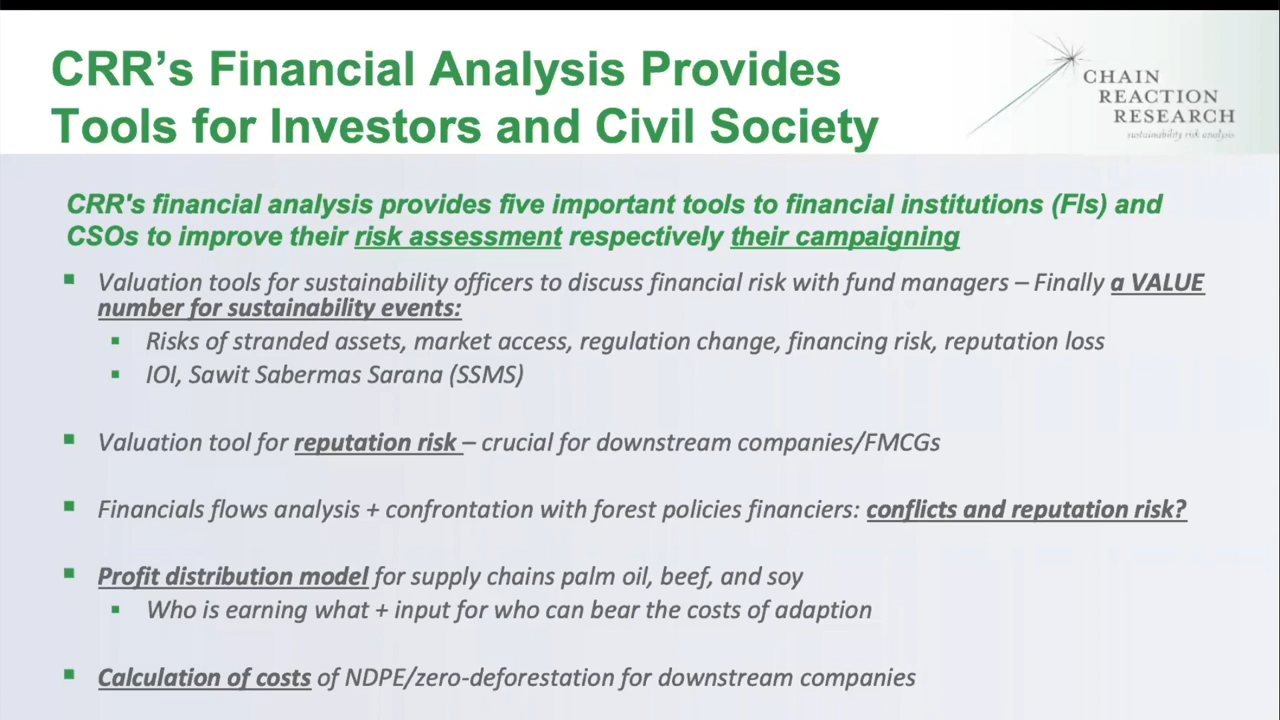 CRR’s Financial Analysis Provides
Tools for Investors and Civil Society
CHAIN
REACTION
RESEARCH
sustainability risk analysis
CRR's financial analysis provides five important tools to financial institutions (FIs) and
CSOs to improve their risk assessment respectively their campaigning
Valuation tools for sustainability officers to discuss financial risk with fund managers – Finally a VALUE
number for sustainability events:
Risks of stranded assets, market access, regulation change, financing risk, reputation loss
IOI, Sawit Sabermas Sarana (SSMS)
Valuation tool for reputation risk – crucial for downstream companies/FMCGs
Financials flows analysis + confrontation with forest policies financiers: conflicts and reputation risk?
Profit distribution model for supply chains palm oil, beef, and soy
Who is earning what + input for who can bear the costs of adaption
Calculation of costs of NDPE/zero-deforestation for downstream companies